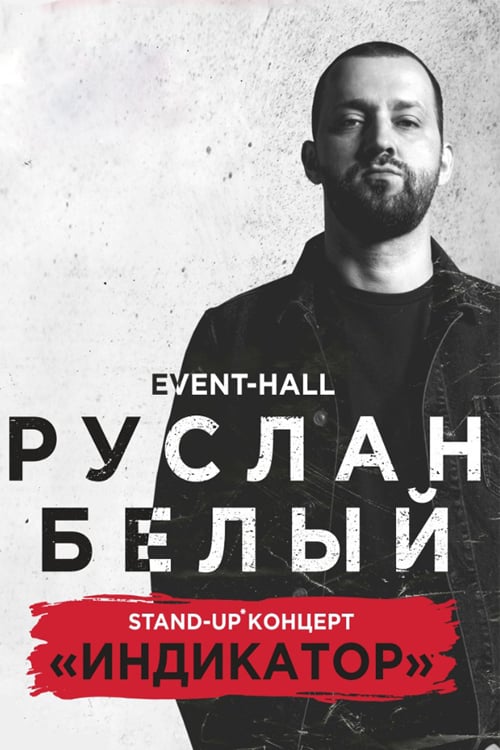 EVENT-HALL
РУСЛАН
БЕЛЫЙ
STAND-UP* КОНЦЕРТ
«ИНДИКАТОР»